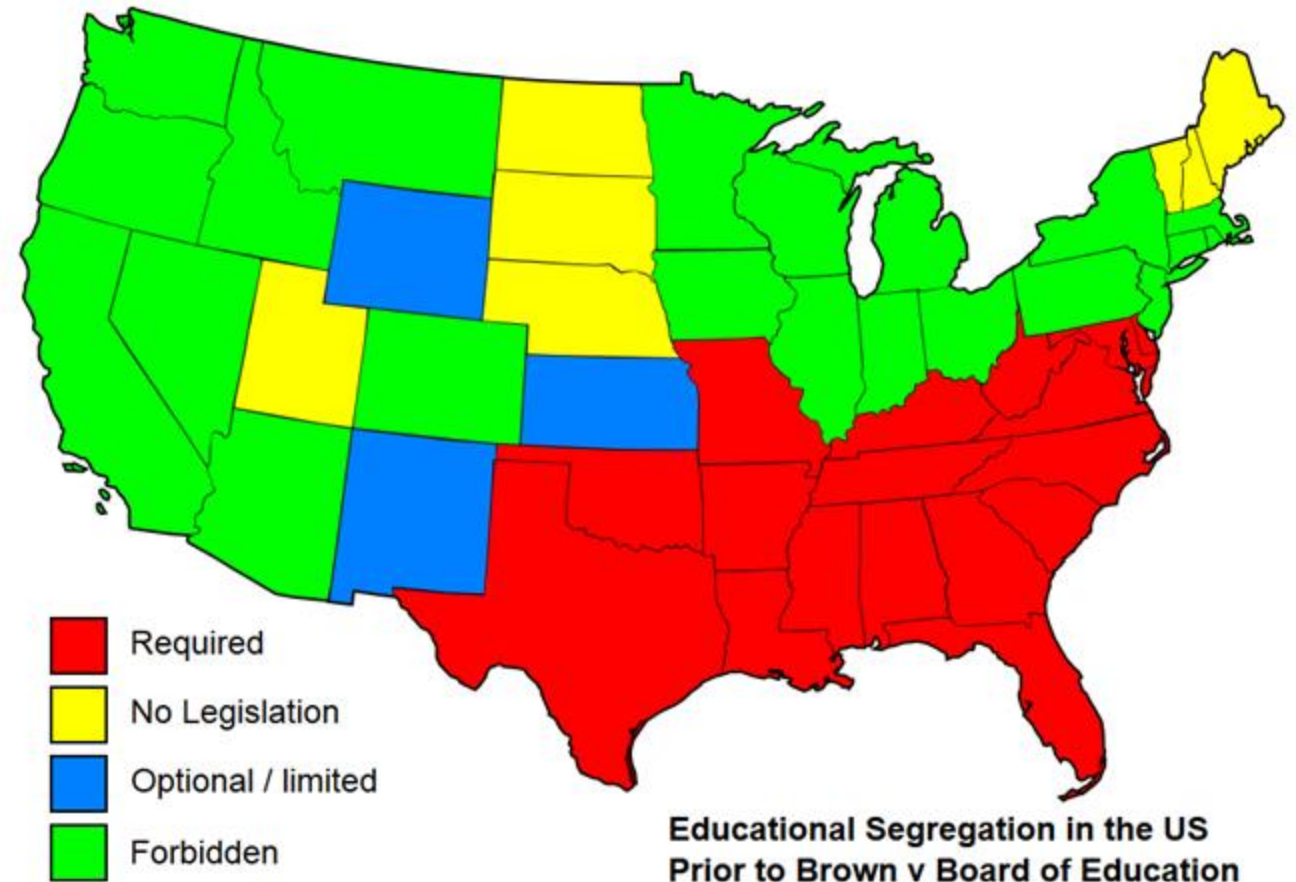 Required
No Legislation
Optional / limited
Forbidden
Educational Segregation in the US
Prior to Brown v Board of Education